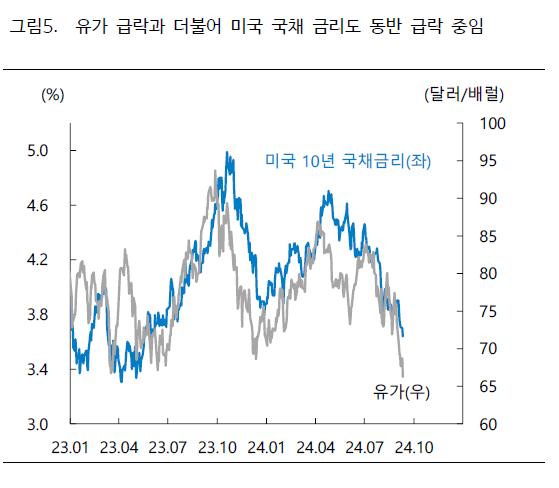 그림5. 유가 급락과 더불어 미국 국채 금리도 동반 급락 중임
(%) (달러/배럴)
100
5.0 미국 10년 국채금리(좌) 95
4.6 90
85
4.2 80
3.8 75
70
3.4 65
유가(우)
3.0 60
23.01 23.04 23.07 23.10 24.01 24.04 24.07 24.10